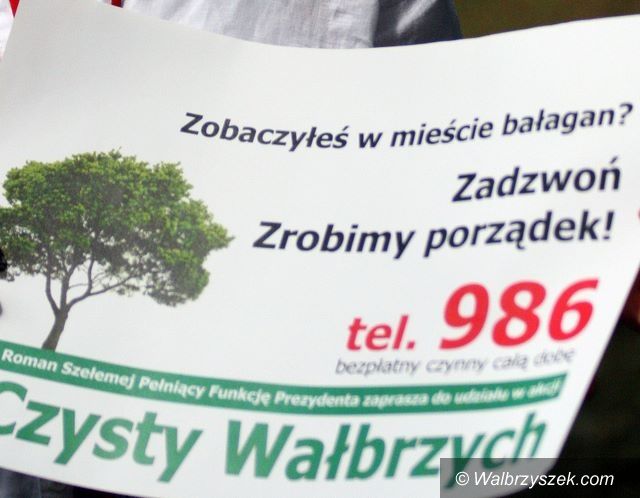 Zobaczyłeś w mieście bałagan?
Zadzwoń
Zrobimy porządek!
tel. 986
bezpłatny czynny całą dobę
Roman Szełemej Pełniący Funkcję Prezydenta zaprasza do udziału w akcji
Czysty Wałbrzych
© Walbrzyszek.com